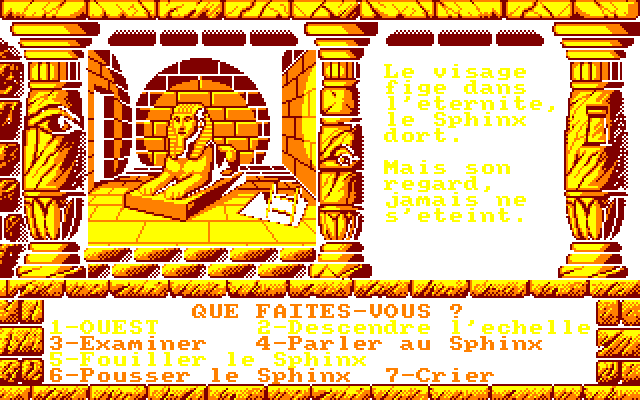 Le visage
fige dans
l'eternite,
le Sphinx
dort.
Mais son
regard,
jamais ne
s'eteint.
QUE FAITES-VOUS ?
1-OUEST 2-Descendre l'echelle
3-Examiner 4-Parler au Sphinx
5-Fouiller le Sphinx
6-Pousser le Sphinx 7-Crier